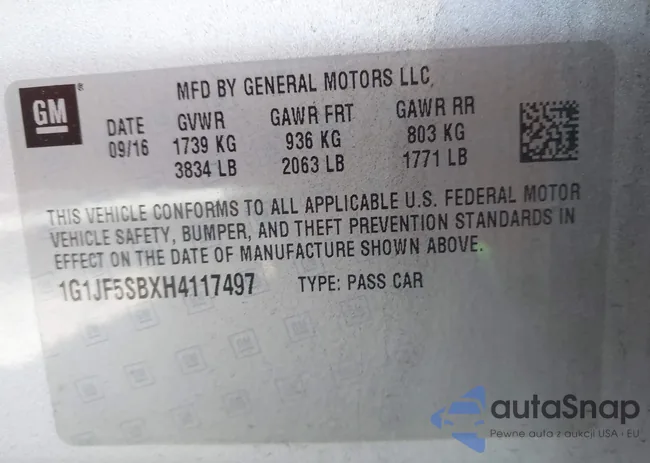 GM
®
MFD BY GENERAL MOTORS LLC
DATE GVWR GAWR FRT GAWR RR
09/16 1739 KG 936 KG 803 KG
3834 LB 2063 LB 1771 LB
THIS VEHICLE CONFORMS TO ALL APPLICABLE U.S. FEDERAL MOTOR
VEHICLE SAFETY, BUMPER, AND THEFT PREVENTION STANDARDS IN
EFFECT ON THE DATE OF MANUFACTURE SHOWN ABOVE.
1G1JF5SBXH4117497 TYPE: PASS CAR
autaSnap
Pewne auta z aukcji USA - EU